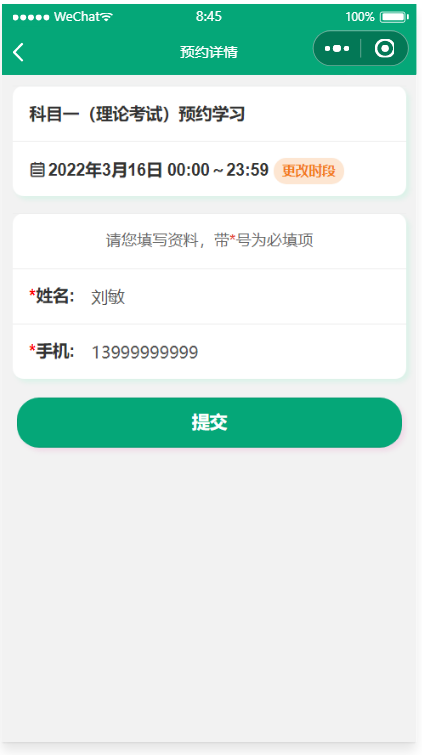 WeChat 8:45 100%
预约详情
科目一（理论考试）预约学习
2022年3月16日 00:00～23:59 更改时段
请您填写资料，带*号为必填项
*姓名: 刘敏
*手机: 13999999999
提交